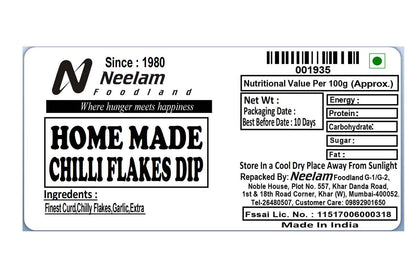 Since : 1980
Neelam
Foodland
Where hunger meets happiness
HOME MADE
CHILLI FLAKES DIP
Ingredients :
Finest Curd,Chilly Flakes,Garlic,Extra
001935
Nutritional Value Per 100g (Approx.)
Net Wt :
Packaging Date :
Best Before Date : 10 Days
Energy :
Protein:
Carbohydrate:
Sugar :
Fat :
Store In a Cool Dry Place Away From Sunlight
Repacked By: Neelam Foodland G-1/G-2,
Noble House, Plot No. 557, Khar Danda Road,
1st & 18th Road Corner, Khar (W), Mumbai-400052.
Tel-26480507, Customer Care: 09892901650
Fssai Lic. No. : 11517006000318
Made In India